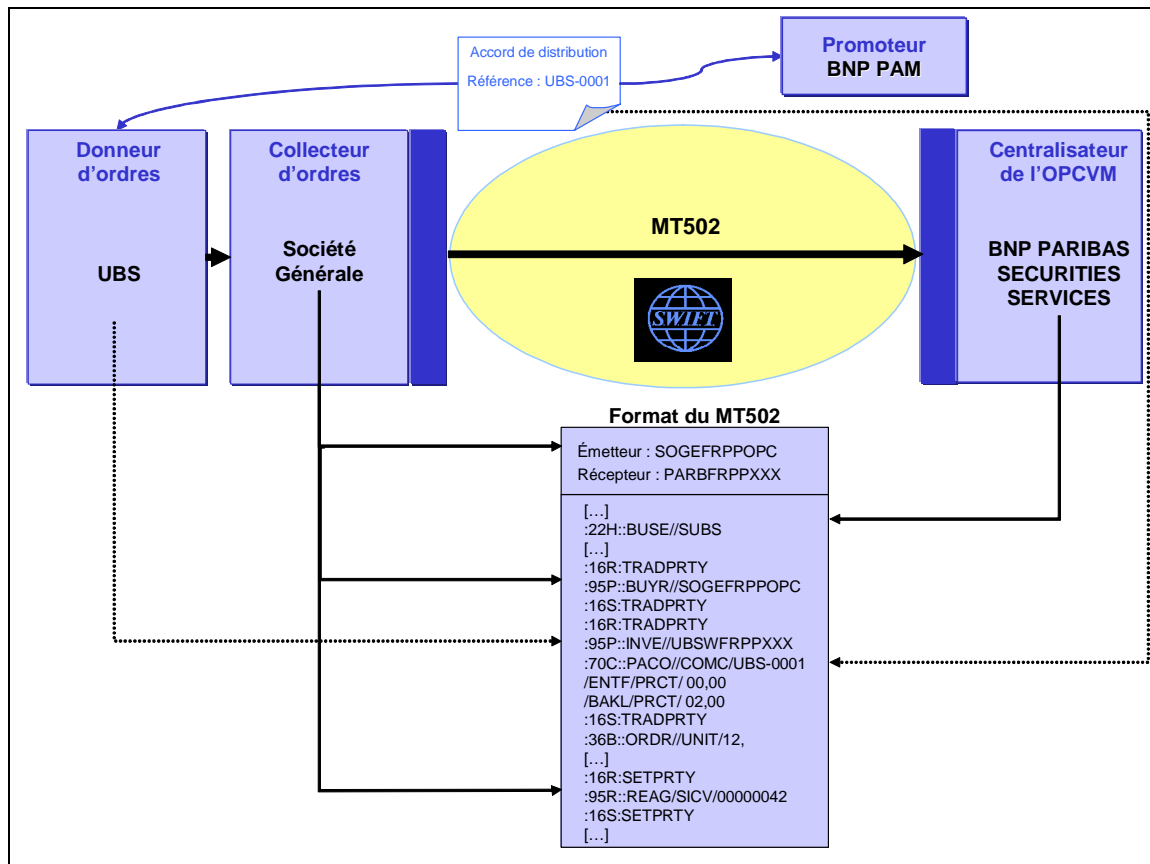 Accord de distribution
Référence : UBS-0001
Promoteur
BNP PAM
Donneur
d'ordres
UBS
Collecteur
d'ordres
Société
Générale
MT502
SWIFT
Centralisateur
de l'OPCVM
BNP PARIBAS
SECURITIES
SERVICES
Format du MT502
Émetteur : SOGEFRPPOPC
Récepteur : PARBFRPPXXX
[…]
:22H::BUSE//SUBS
[…]
:16R:TRADPRTY
:95P::BUYR//SOGEFRPPOPC
:16S:TRADPRTY
:16R:TRADPRTY
:95P::INVE//UBSWFRPPXXX
:70C::PACO//COMC/UBS-0001
/ENTF/PRCT/ 00,00
/BAKL/PRCT/ 02,00
:16S:TRADPRTY
:36B::ORDR//UNIT/12,
[…]
:16R:SETPRTY
:95R::REAG/SICV/00000042
:16S:SETPRTY
[…]